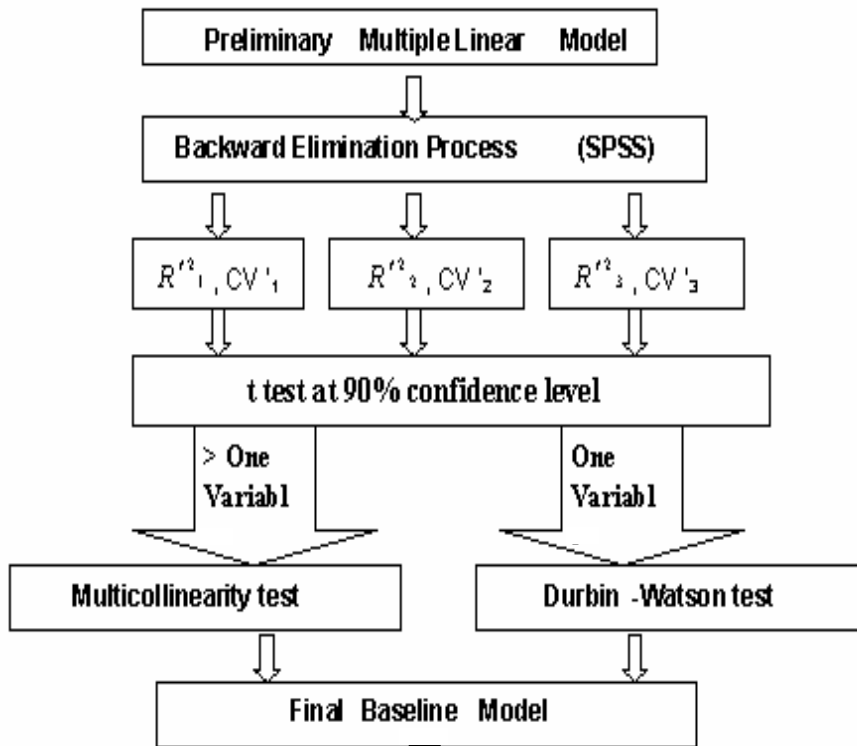 Preliminary Multiple Linear Model
Backward Elimination Process (SPSS)
R'²₁, CV'₁
R'²₂, CV'₂
R'²₃, CV'₃
t test at 90% confidence level
> One
Variabl
One
Variabl
Multicollinearity test
Durbin -Watson test
Final Baseline Model